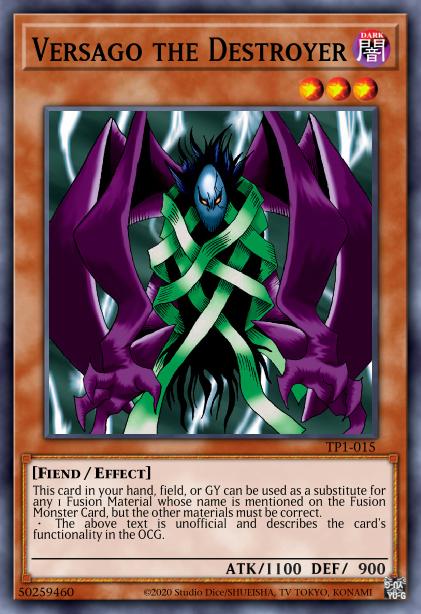 VERSAGO THE DESTROYER
DARK
闇
TP1-015
[FIEND / EFFECT]
This card in your hand, field, or GY can be used as a substitute for
any 1 Fusion Material whose name is mentioned on the Fusion
Monster Card, but the other materials must be correct.
· The above text is unofficial and describes the card's
functionality in the OCG.
ATK/1100 DEF/ 900
50259460
©2020 Studio Dice/SHUEISHA, TV TOKYO, KONAMI